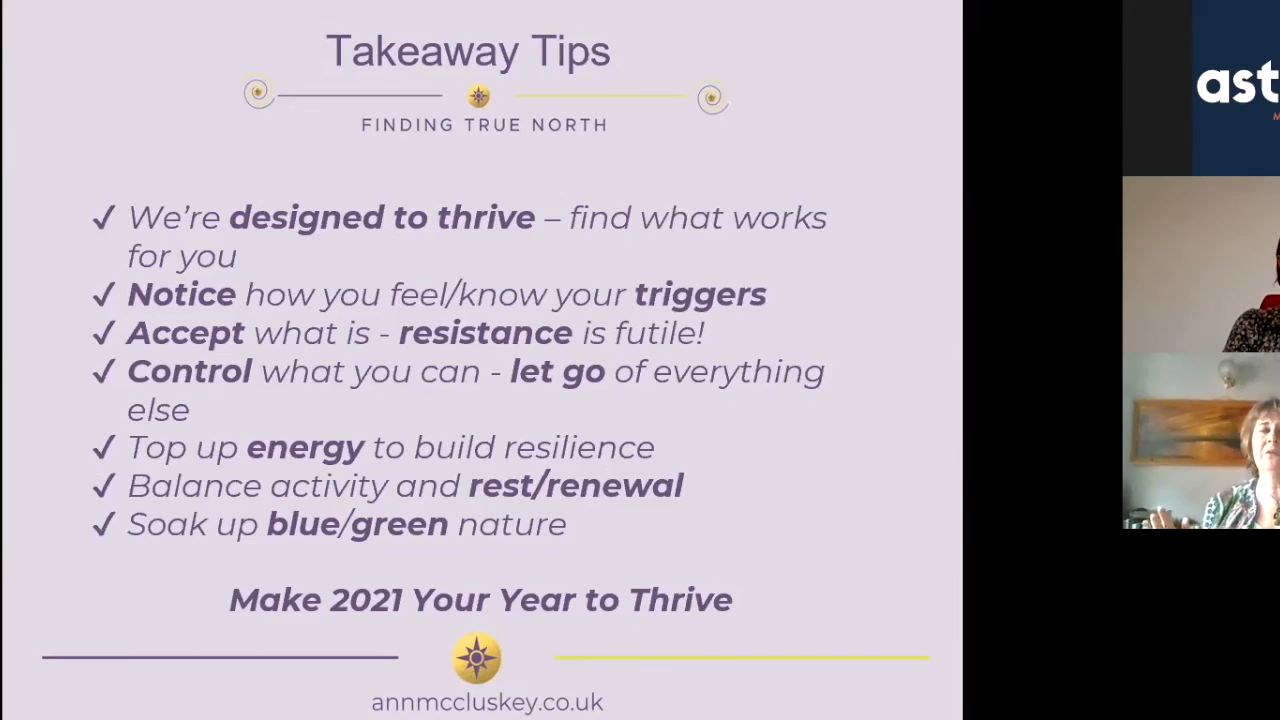 Takeaway Tips
FINDING TRUE NORTH
✓ We're designed to thrive – find what works
for you
✓ Notice how you feel/know your triggers
✓ Accept what is - resistance is futile!
✓ Control what you can - let go of everything
else
✓ Top up energy to build resilience
✓ Balance activity and rest/renewal
✓ Soak up blue/green nature
Make 2021 Your Year to Thrive
annmccluskey.co.uk
ast